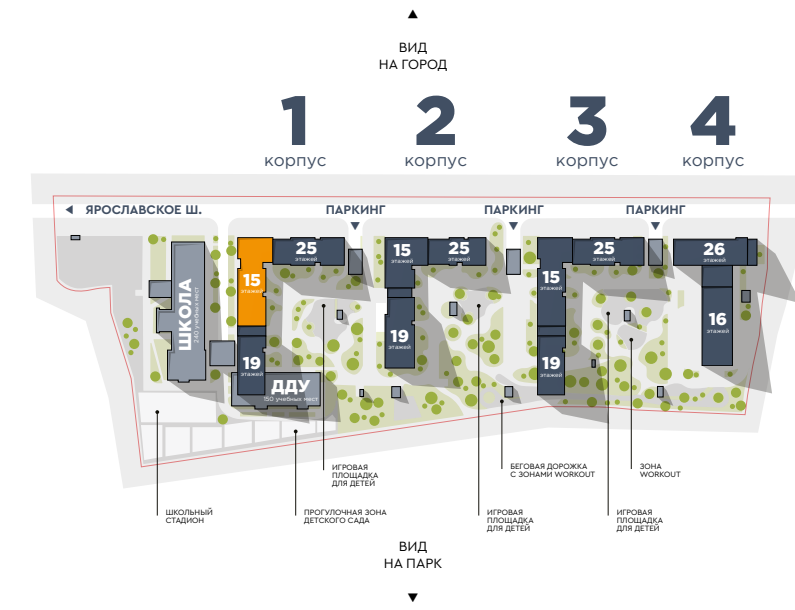 ВИД
НА ГОРОД
1
корпус
2
корпус
3
корпус
4
корпус
ЯРОСЛАВСКОЕ Ш.
ПАРКИНГ
ПАРКИНГ
ПАРКИНГ
25
этажей
15
этажей
25
этажей
25
этажей
26
этажей
15
этажей
15
этажей
ШКОЛА
16
этажей
19
этажей
19
этажей
19
этажей
ДДУ
150 учебных мест
ИГРОВАЯ
ПЛОЩАДКА
ДЛЯ ДЕТЕЙ
БЕГОВАЯ ДОРОЖКА
С ЗОНАМИ WORKOUT
ЗОНА
WORKOUT
ШКОЛЬНЫЙ
СТАДИОН
ПРОГУЛОЧНАЯ ЗОНА
ДЕТСКОГО САДА
ИГРОВАЯ
ПЛОЩАДКА
ДЛЯ ДЕТЕЙ
ИГРОВАЯ
ПЛОЩАДКА
ДЛЯ ДЕТЕЙ
ВИД
НА ПАРК